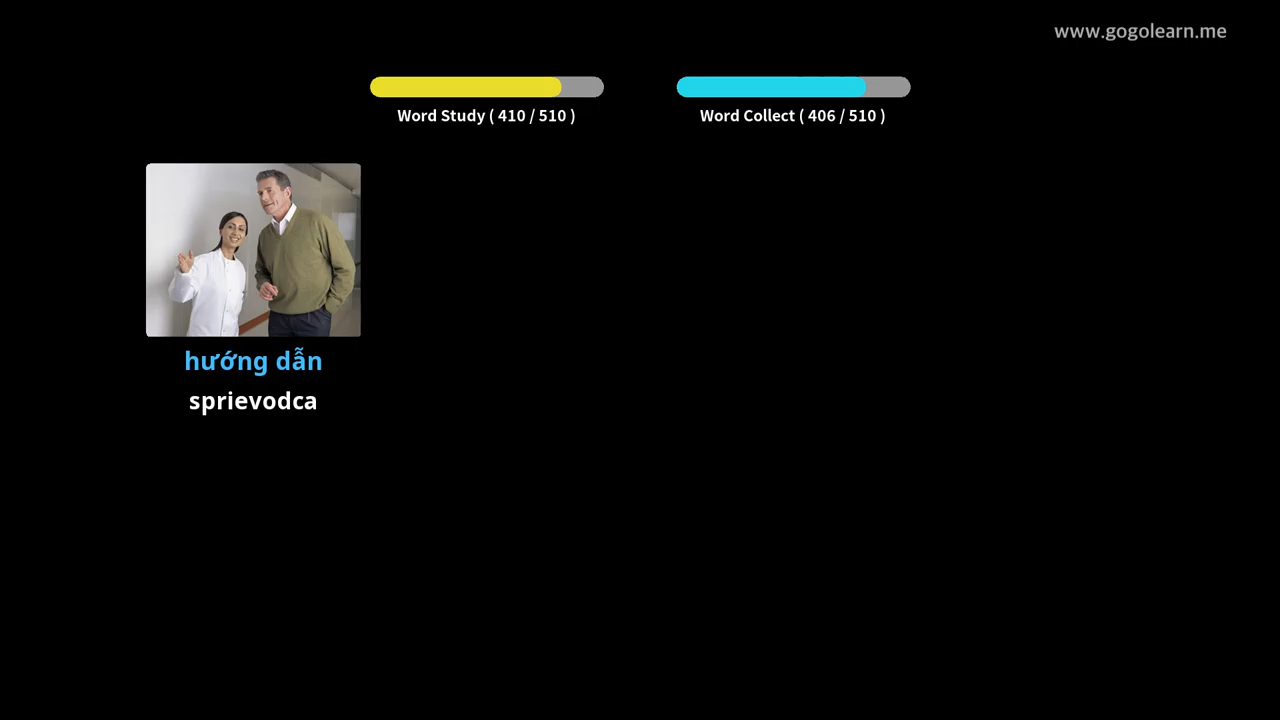 www.gogolearn.me
Word Study ( 410 / 510 )
Word Collect ( 406 / 510 )
hướng dẫn
sprievodca